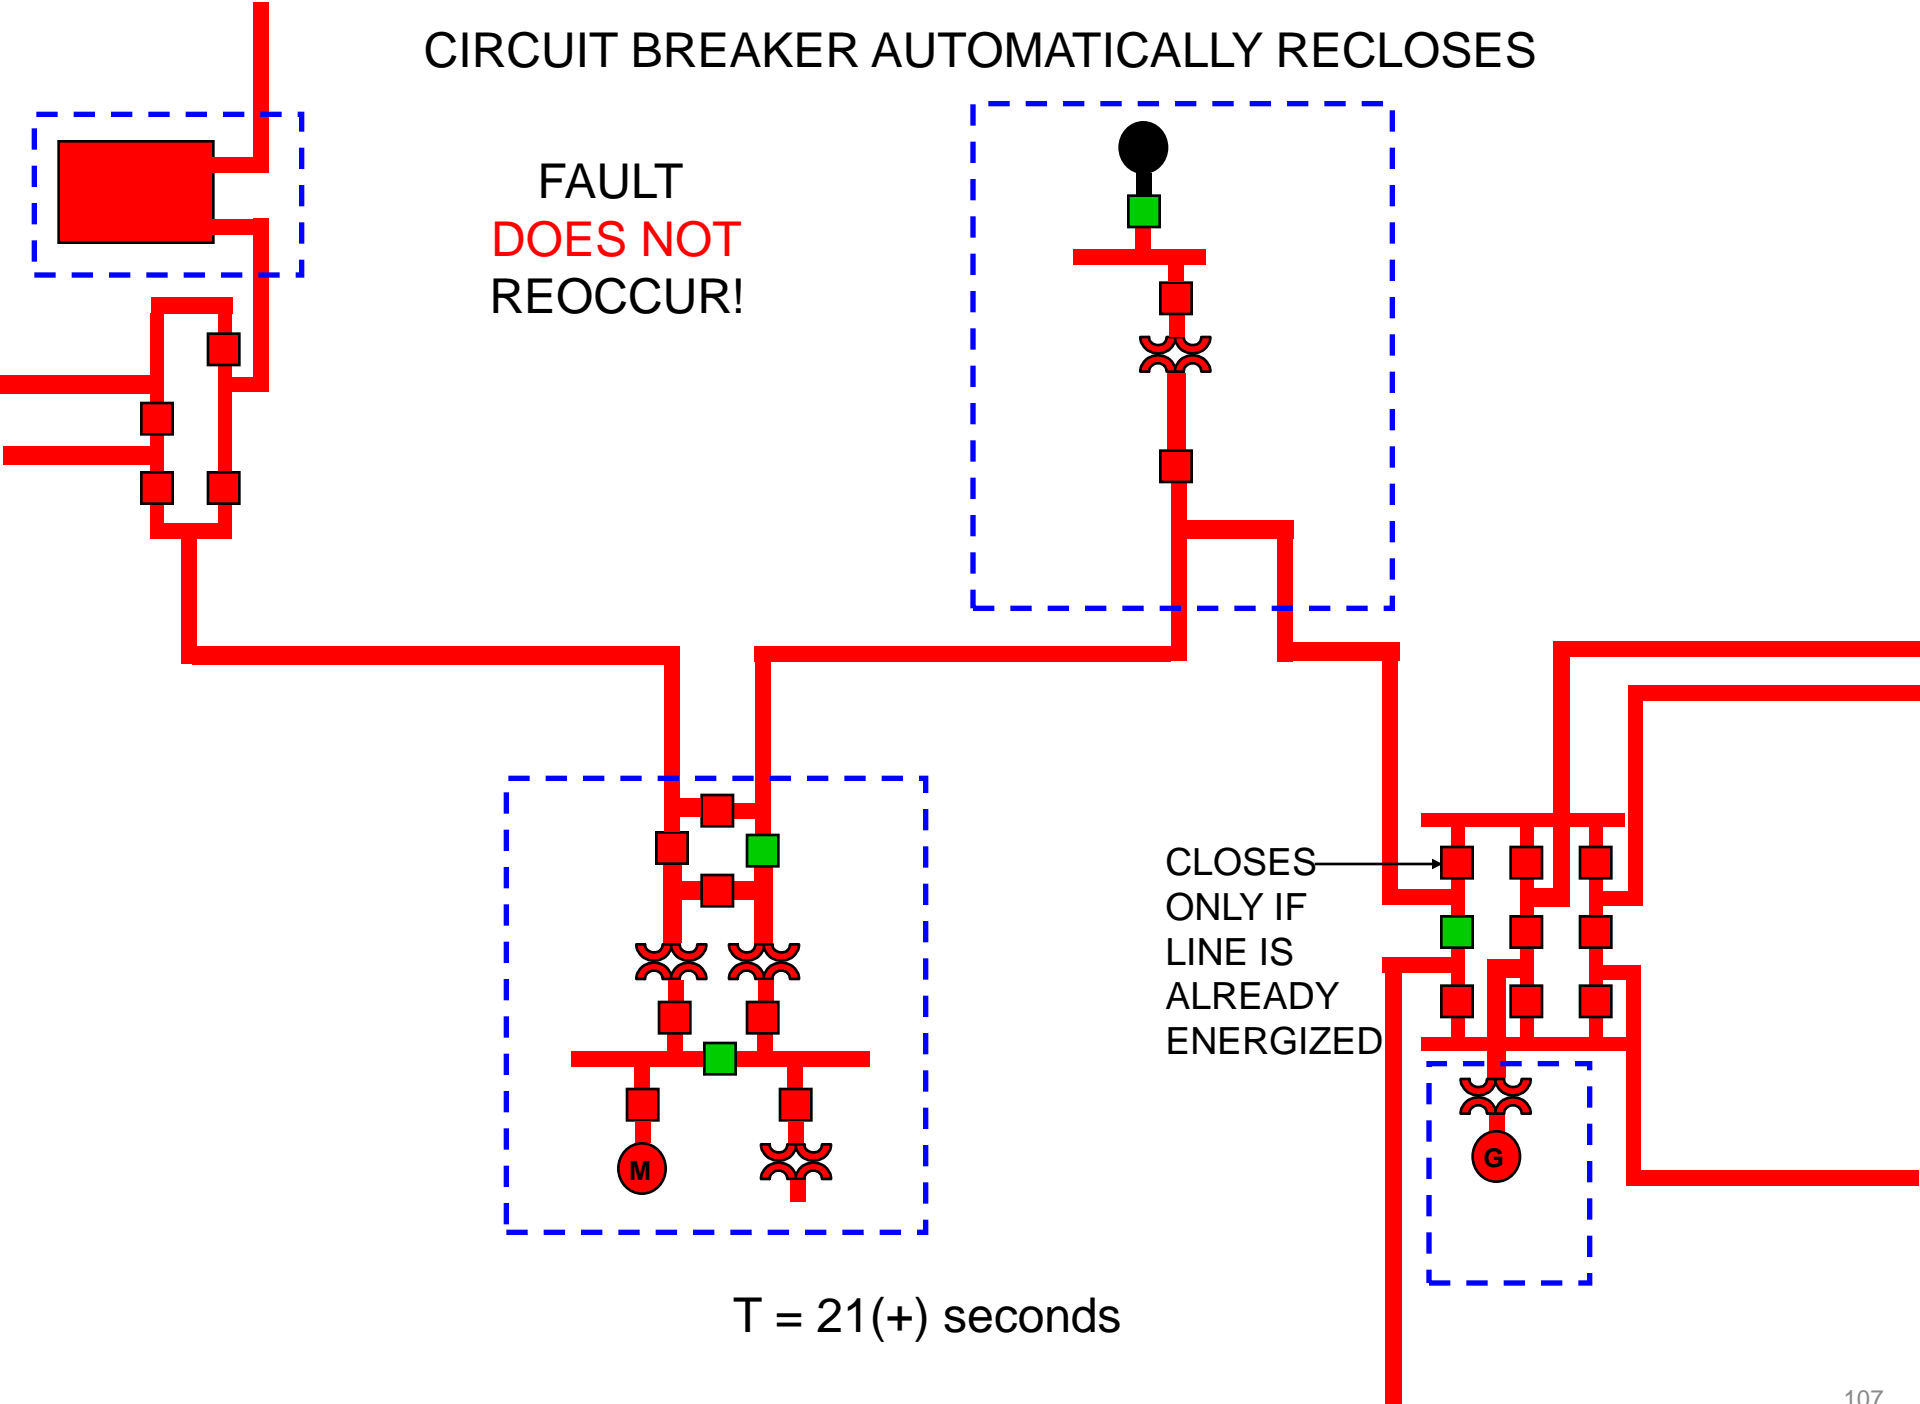 CIRCUIT BREAKER AUTOMATICALLY RECLOSES
FAULT
DOES NOT
REOCCUR!
CLOSES
ONLY IF
LINE IS
ALREADY
ENERGIZED
M
G
T = 21(+) seconds
107